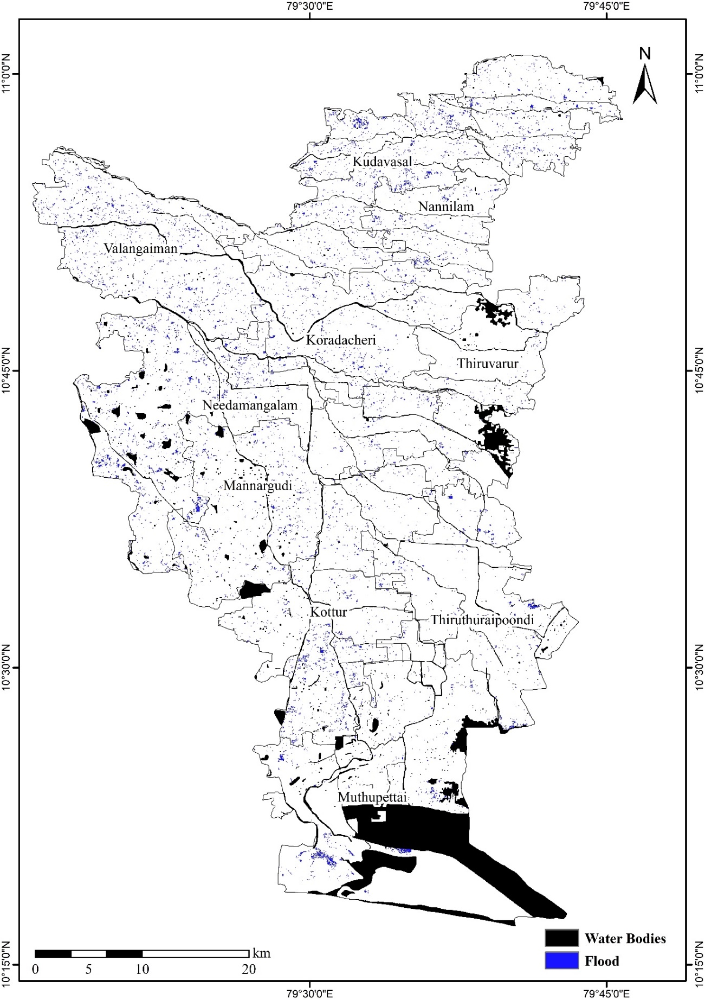 79°30'0"E 79°45'0"E
N
11°0'0"N 11°0'0"N
Kudavasal
Nannilam
Valangaiman
Koradacheri
Thiruvarur
10°45'0"N 10°45'0"N
Needamangalam
Mannargudi
Kottur
Thiruthuraipoondi
10°30'0"N 10°30'0"N
Muthupettai
Water Bodies
Flood
km
0 5 10 20
10°15'0"N 10°15'0"N
79°30'0"E 79°45'0"E